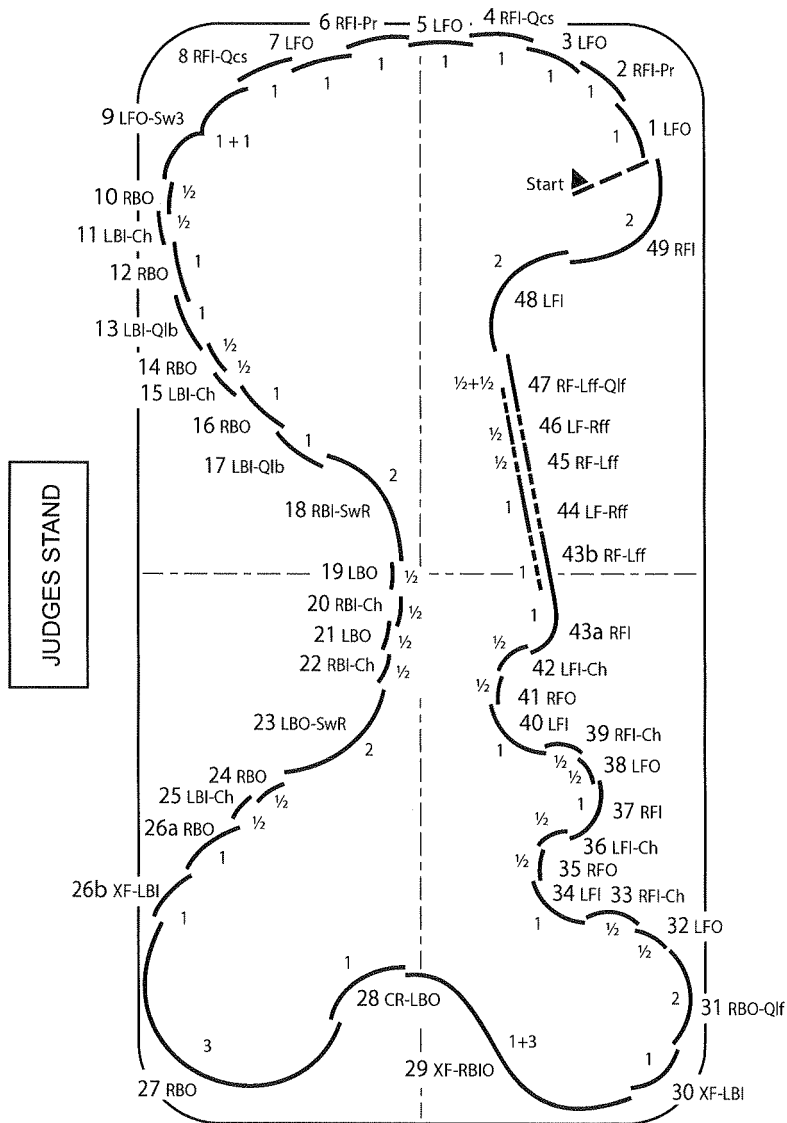 6 RFI-Pr
5 LFO
4 RFI-Qcs
8 RFI-Qcs
7 LFO
3 LFO
2 RFI-Pr
1
1
1
1
1
1
1
9 LFO-Sw3
1 + 1
1
1 LFO
Start
10 RBO
½
½
11 LBI-Ch
2
49 RFI
12 RBO
1
2
48 LFI
13 LBI-Qlb
1
½
14 RBO
½
15 LBI-Ch
½+½
47 RF-Lff-Qlf
1
16 RBO
½
46 LF-Rff
1
17 LBI-Qlb
½
45 RF-Lff
2
18 RBI-SwR
1
44 LF-Rff
43b RF-Lff
JUDGES STAND
19 LBO
½
1
20 RBI-Ch
½
1
43a RFI
21 LBO
½
½
42 LFI-Ch
22 RBI-Ch
½
½
41 RFO
23 LBO-SwR
2
40 LFI
1
39 RFI-Ch
24 RBO
½
½
½
38 LFO
25 LBI-Ch
½
26a RBO
1
1
37 RFI
½
36 LFI-Ch
½
35 RFO
26b XF-LBI
1
34 LFI
33 RFI-Ch
1
½
½
32 LFO
1
28 CR-LBO
2
31 RBO-Qlf
3
1+3
29 XF-RBIO
1
27 RBO
30 XF-LBI